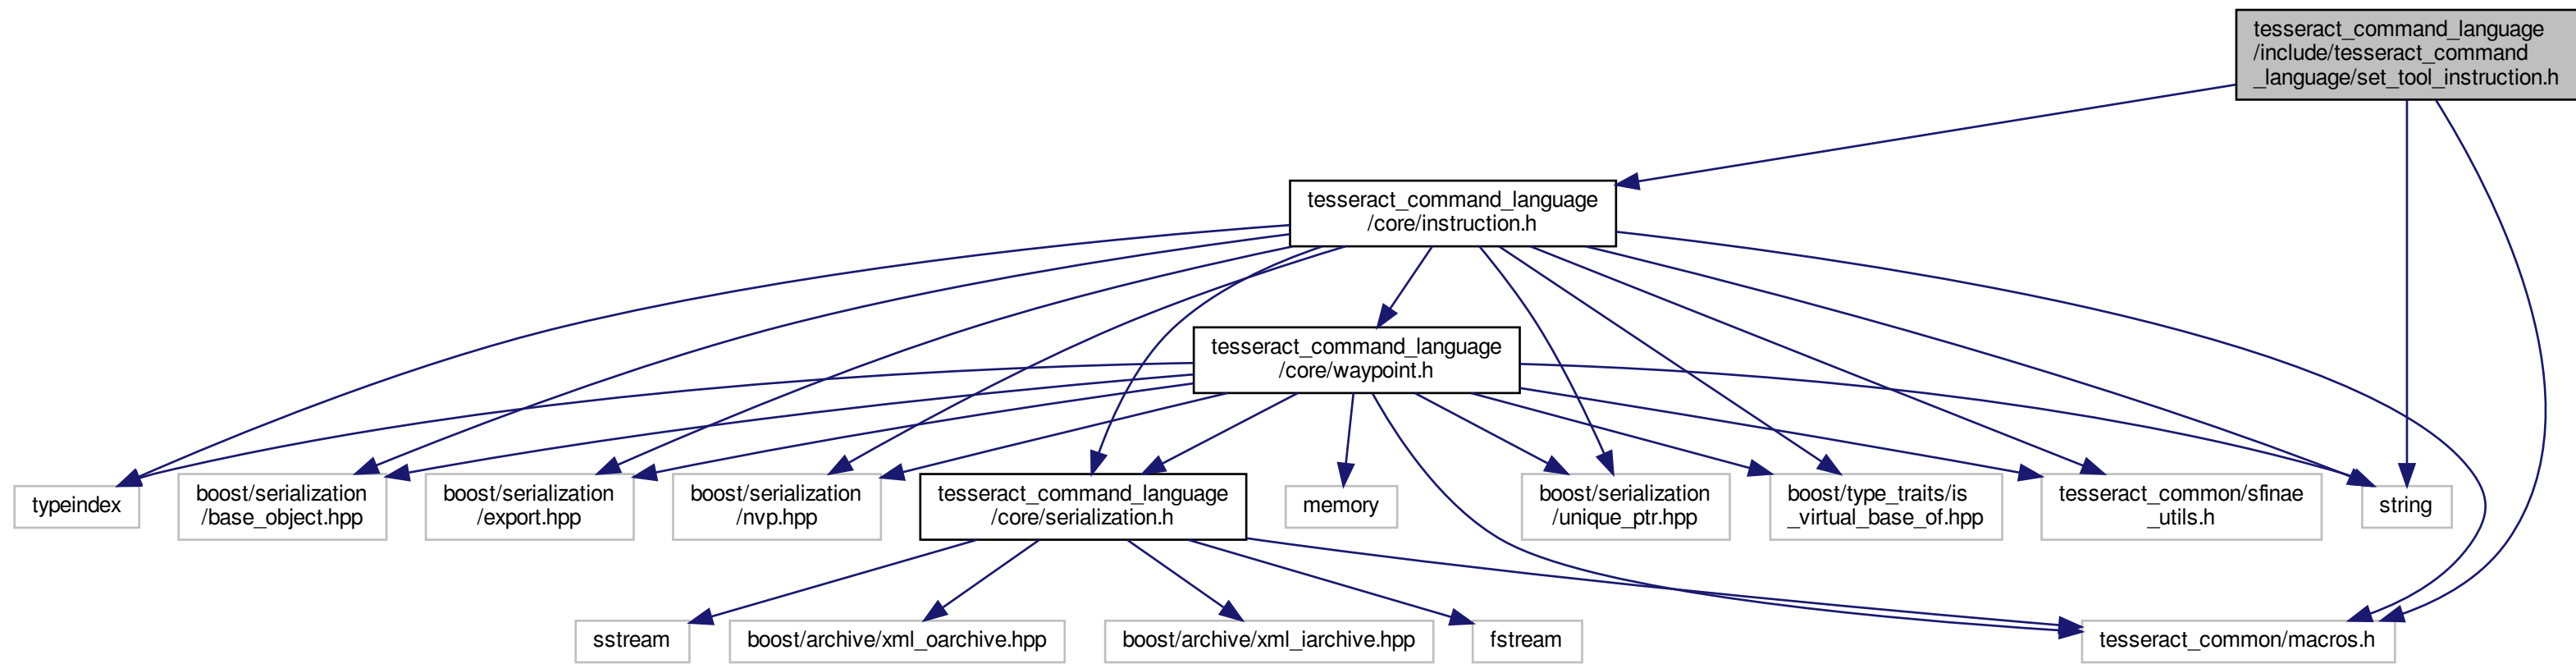 tesseract_command_language
/include/tesseract_command
_language/set_tool_instruction.h
tesseract_command_language
/core/instruction.h
tesseract_command_language
/core/waypoint.h
typeindex
boost/serialization
/base_object.hpp
boost/serialization
/export.hpp
boost/serialization
/nvp.hpp
tesseract_command_language
/core/serialization.h
memory
boost/serialization
/unique_ptr.hpp
boost/type_traits/is
_virtual_base_of.hpp
tesseract_common/sfinae
_utils.h
string
sstream
boost/archive/xml_oarchive.hpp
boost/archive/xml_iarchive.hpp
fstream
tesseract_common/macros.h